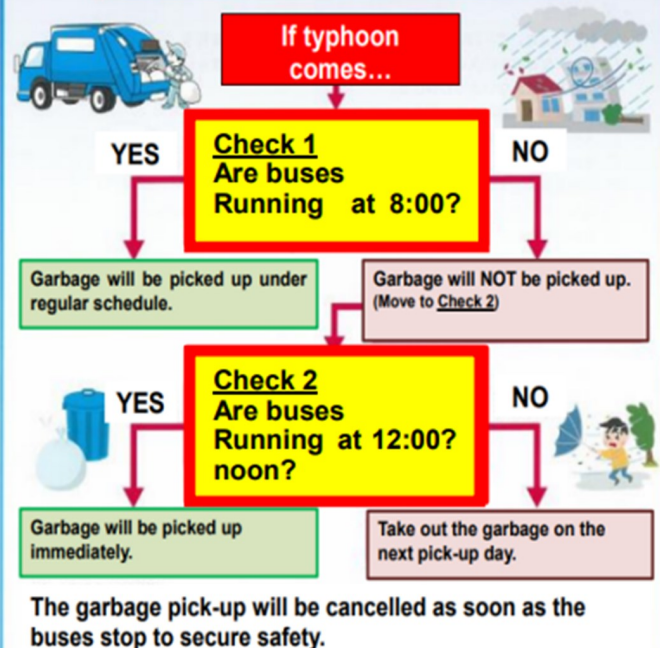 If typhoon
comes...
YES
Check 1
Are buses
Running at 8:00?
NO
Garbage will be picked up under
regular schedule.
Garbage will NOT be picked up.
(Move to Check 2)
YES
Check 2
Are buses
Running at 12:00?
noon?
NO
Garbage will be picked up
immediately.
Take out the garbage on the
next pick-up day.
The garbage pick-up will be cancelled as soon as the
buses stop to secure safety.